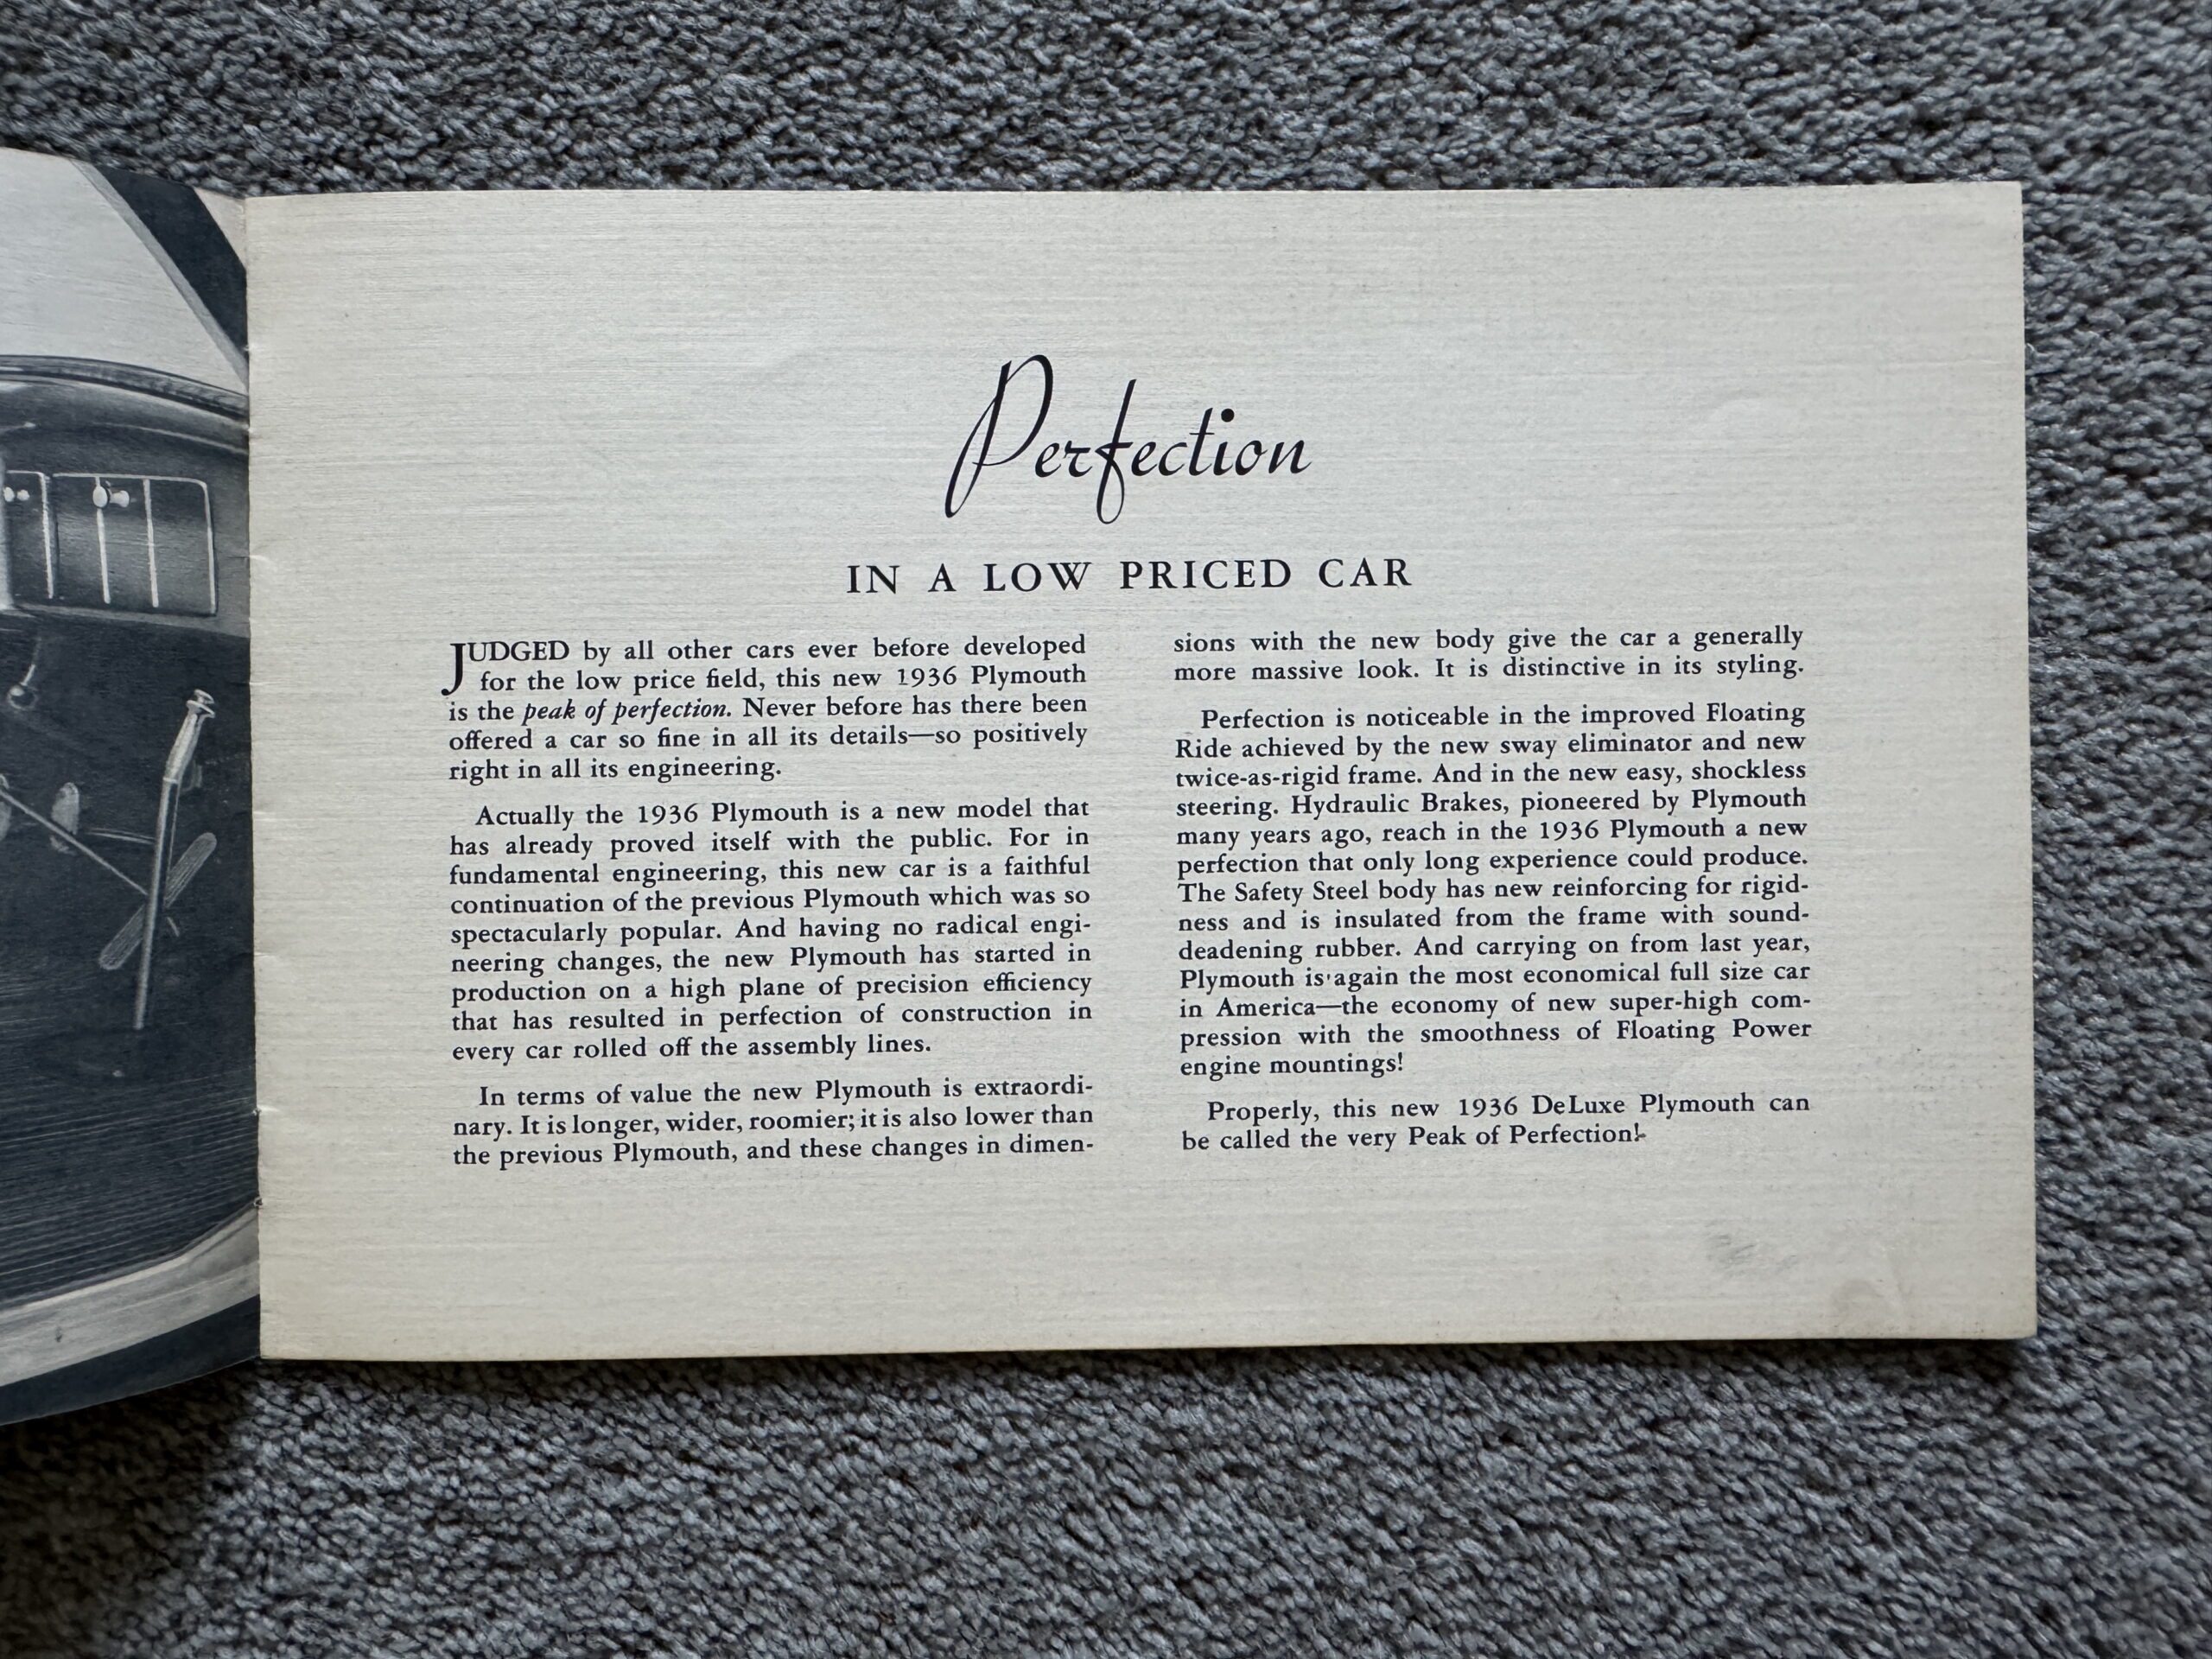 Perfection
IN A LOW PRICED CAR
JUDGED by all other cars ever before developed
for the low price field, this new 1936 Plymouth
is the peak of perfection. Never before has there been
offered a car so fine in all its details—so positively
right in all its engineering.
Actually the 1936 Plymouth is a new model that
has already proved itself with the public. For in
fundamental engineering, this new car is a faithful
continuation of the previous Plymouth which was so
spectacularly popular. And having no radical engi-
neering changes, the new Plymouth has started in
production on a high plane of precision efficiency
that has resulted in perfection of construction in
every car rolled off the assembly lines.
In terms of value the new Plymouth is extraordi-
nary. It is longer, wider, roomier; it is also lower than
the previous Plymouth, and these changes in dimen-
sions with the new body give the car a generally
more massive look. It is distinctive in its styling.
Perfection is noticeable in the improved Floating
Ride achieved by the new sway eliminator and new
twice-as-rigid frame. And in the new easy, shockless
steering. Hydraulic Brakes, pioneered by Plymouth
many years ago, reach in the 1936 Plymouth a new
perfection that only long experience could produce.
The Safety Steel body has new reinforcing for rigid-
ness and is insulated from the frame with sound-
deadening rubber. And carrying on from last year,
Plymouth is again the most economical full size car
in America—the economy of new super-high com-
pression with the smoothness of Floating Power
engine mountings!
Properly, this new 1936 DeLuxe Plymouth can
be called the very Peak of Perfection!